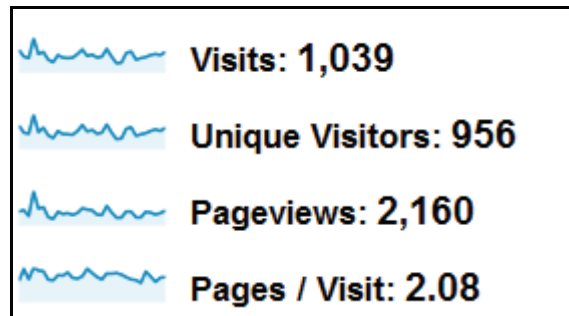 Visits: 1,039
Unique Visitors: 956
Pageviews: 2,160
Pages / Visit: 2.08